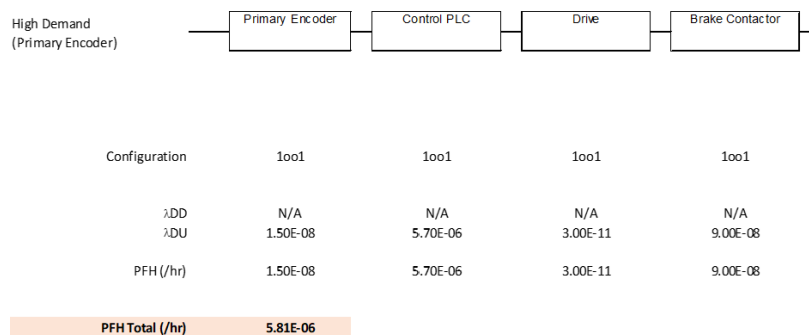 High Demand
(Primary Encoder)
Primary Encoder Control PLC Drive Brake Contactor
Configuration 1oo1 1oo1 1oo1 1oo1
λDD N/A N/A N/A N/A
λDU 1.50E-08 5.70E-06 3.00E-11 9.00E-08
PFH (/hr) 1.50E-08 5.70E-06 3.00E-11 9.00E-08
PFH Total (/hr) 5.81E-06